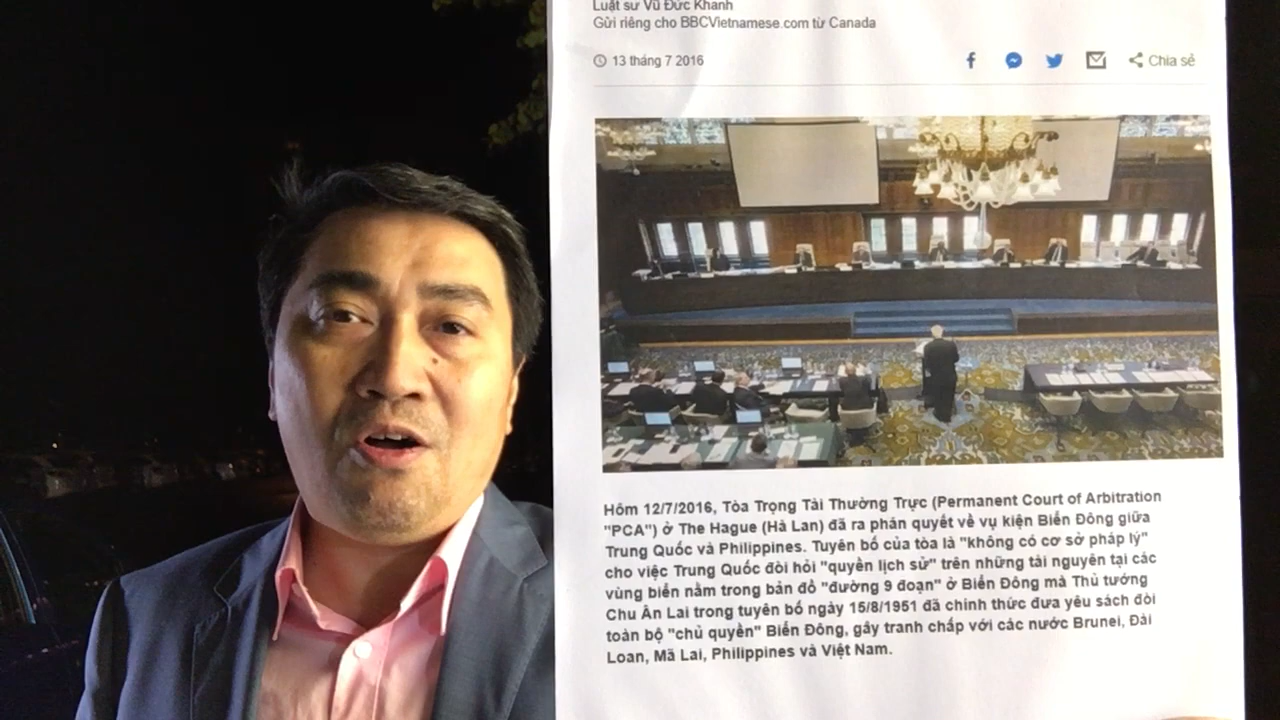 Luật sư Vũ Đức Khanh
Gửi riêng cho BBCVietnamese.com từ Canada
13 tháng 7 2016
Chia sẻ
Hôm 12/7/2016, Tòa Trọng Tài Thường Trực (Permanent Court of Arbitration
"PCA") ở The Hague (Hà Lan) đã ra phán quyết về vụ kiện Biển Đông giữa
Trung Quốc và Philippines. Tuyên bố của tòa là "không có cơ sở pháp lý"
cho việc Trung Quốc đòi hỏi "quyền lịch sử" trên những tài nguyên tại các
vùng biển nằm trong bản đồ "đường 9 đoạn" ở Biển Đông mà Thủ tướng
Chu Ân Lai trong tuyên bố ngày 15/8/1951 đã chính thức đưa yêu sách đòi
toàn bộ "chủ quyền" Biển Đông, gây tranh chấp với các nước Brunei, Đài
Loan, Mã Lai, Philippines và Việt Nam.